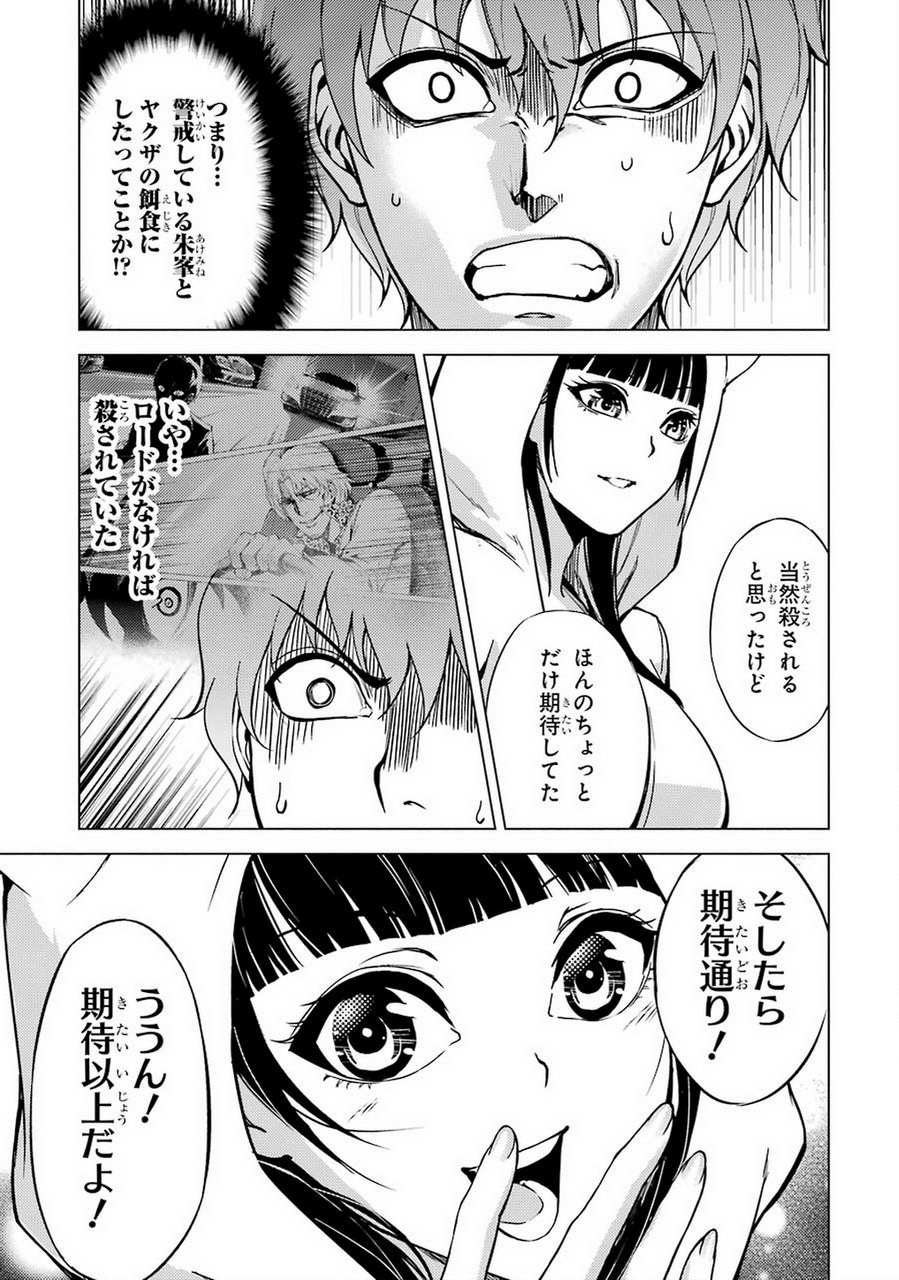 つまり…
警戒している朱峯と
ヤクザの餌食に
したってことか!?
当然殺される
と思ったけど
ほんのちょっと
だけ期待してた
いや…
ロードがなければ
殺されていた
そしたら
期待通り!
ううん!
期待以上だよ!